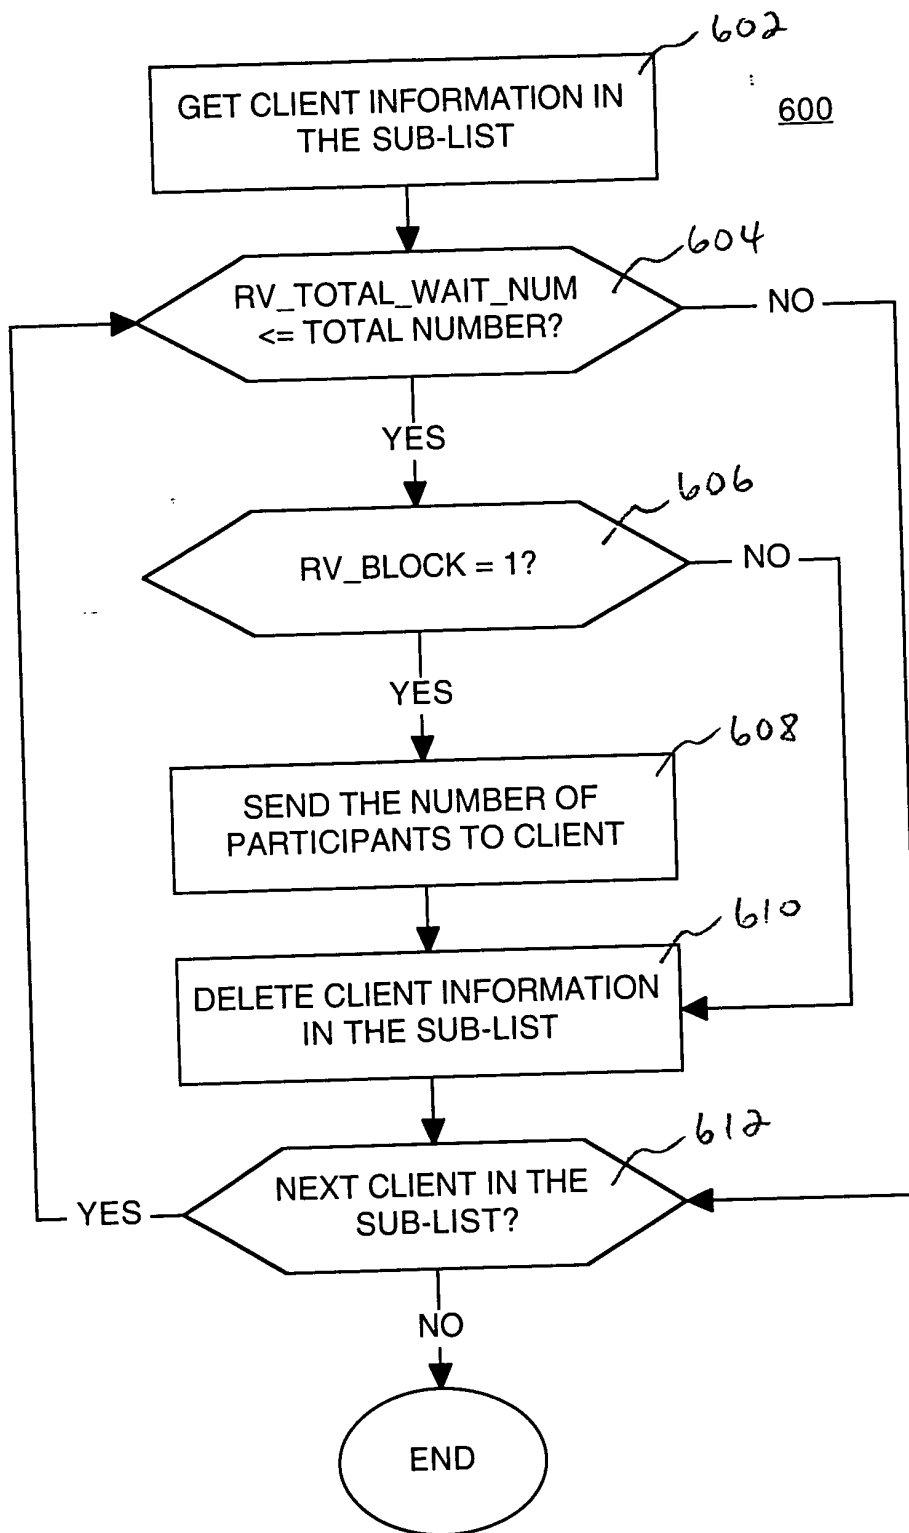 602
600
GET CLIENT INFORMATION IN
THE SUB-LIST
604
RV_TOTAL_WAIT_NUM
<= TOTAL NUMBER?
NO
YES
606
RV_BLOCK = 1?
NO
YES
608
SEND THE NUMBER OF
PARTICIPANTS TO CLIENT
610
DELETE CLIENT INFORMATION
IN THE SUB-LIST
612
NEXT CLIENT IN THE
SUB-LIST?
YES
NO
END